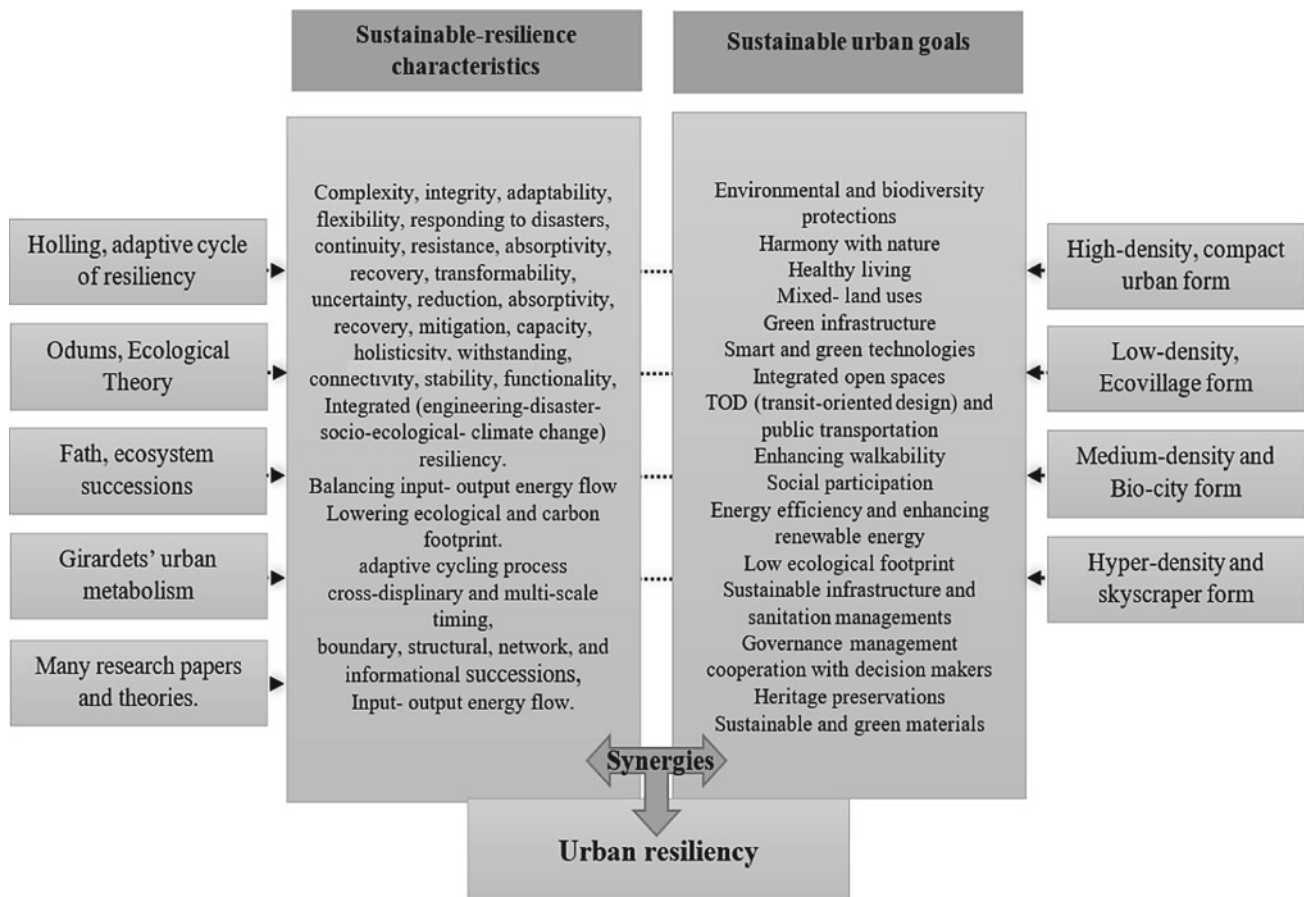 Sustainable-resilience
characteristics
Sustainable urban goals
Holling, adaptive cycle
of resiliency
Odums, Ecological
Theory
Fath, ecosystem
successions
Girardets’ urban
metabolism
Many research papers
and theories.
Complexity, integrity, adaptability,
flexibility, responding to disasters,
continuity, resistance, absorptivity,
recovery, transformability,
uncertainty, reduction, absorptivity,
recovery, mitigation, capacity,
holisticsity, withstanding,
connectivity, stability, functionality,
Integrated (engineering-disaster-
socio-ecological- climate change)
resiliency.
Balancing input- output energy flow
Lowering ecological and carbon
footprint.
adaptive cycling process
cross-displinary and multi-scale
timing,
boundary, structural, network, and
informational successions,
Input- output energy flow.
Environmental and biodiversity
protections
Harmony with nature
Healthy living
Mixed- land uses
Green infrastructure
Smart and green technologies
Integrated open spaces
TOD (transit-oriented design) and
public transportation
Enhancing walkability
Social participation
Energy efficiency and enhancing
renewable energy
Low ecological footprint
Sustainable infrastructure and
sanitation managements
Governance management
cooperation with decision makers
Heritage preservations
Sustainable and green materials
High-density, compact
urban form
Low-density,
Ecovillage form
Medium-density and
Bio-city form
Hyper-density and
skyscraper form
Synergies
Urban resiliency